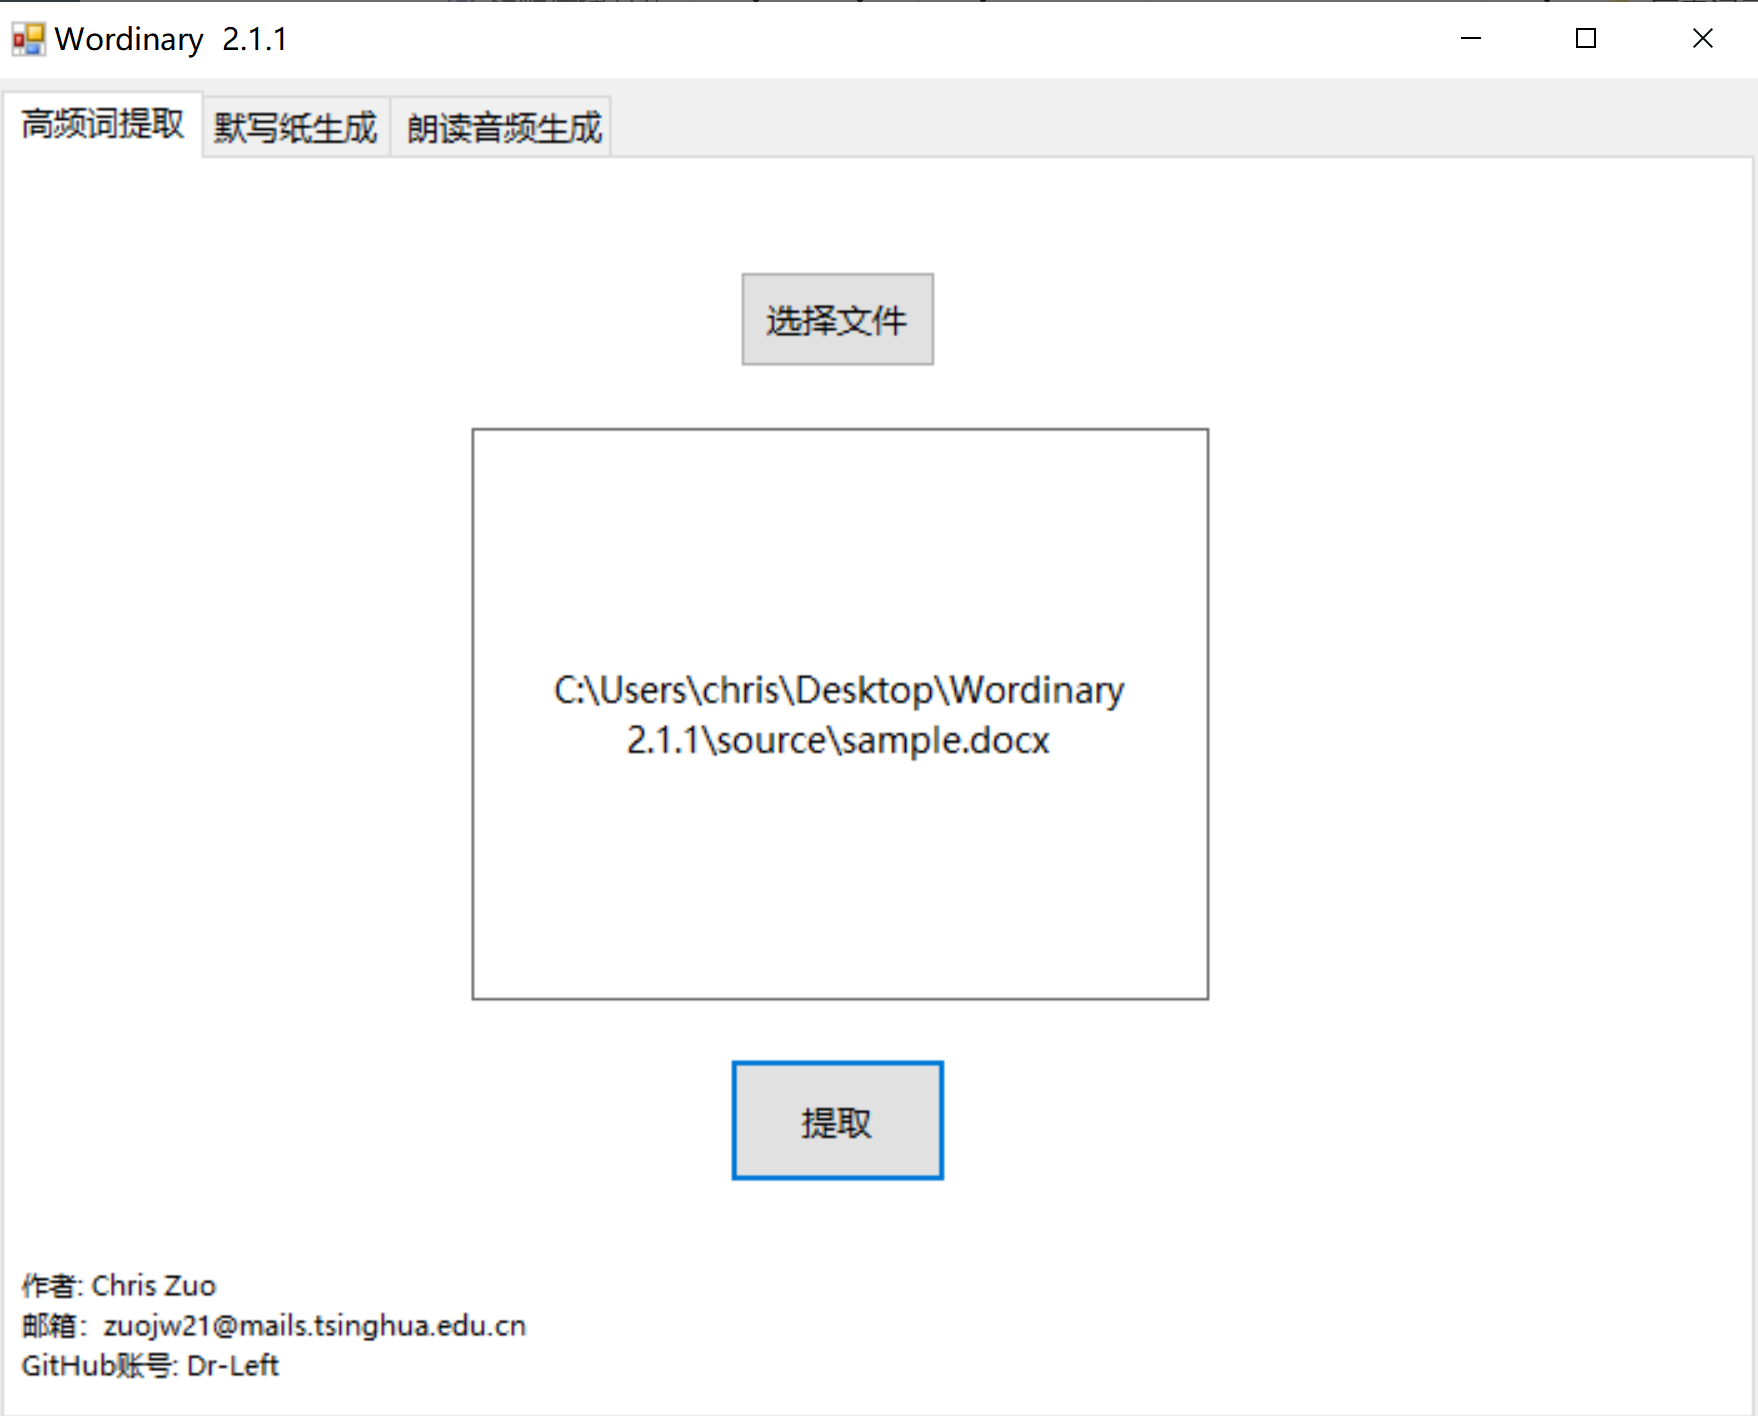 Wordinary 2.1.1
高频词提取 默写纸生成 朗读音频生成
选择文件
C:\Users\chris\Desktop\Wordinary
2.1.1\source\sample.docx
提取
作者: Chris Zuo
邮箱：zuojw21@mails.tsinghua.edu.cn
GitHub账号: Dr-Left